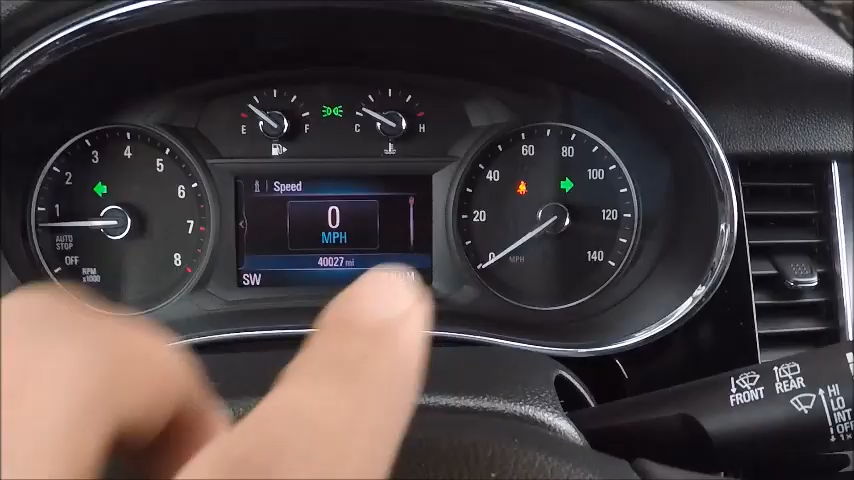 E F
C H
1 2 3 4 5 6 7 8
AUTO
STOP
OFF
RPM
x1000
Speed
0
MPH
40027 mi
SW
0 20 40 60 80 100 120 140
MPH
FRONT
REAR
HI
LO
INT
OFF
1x